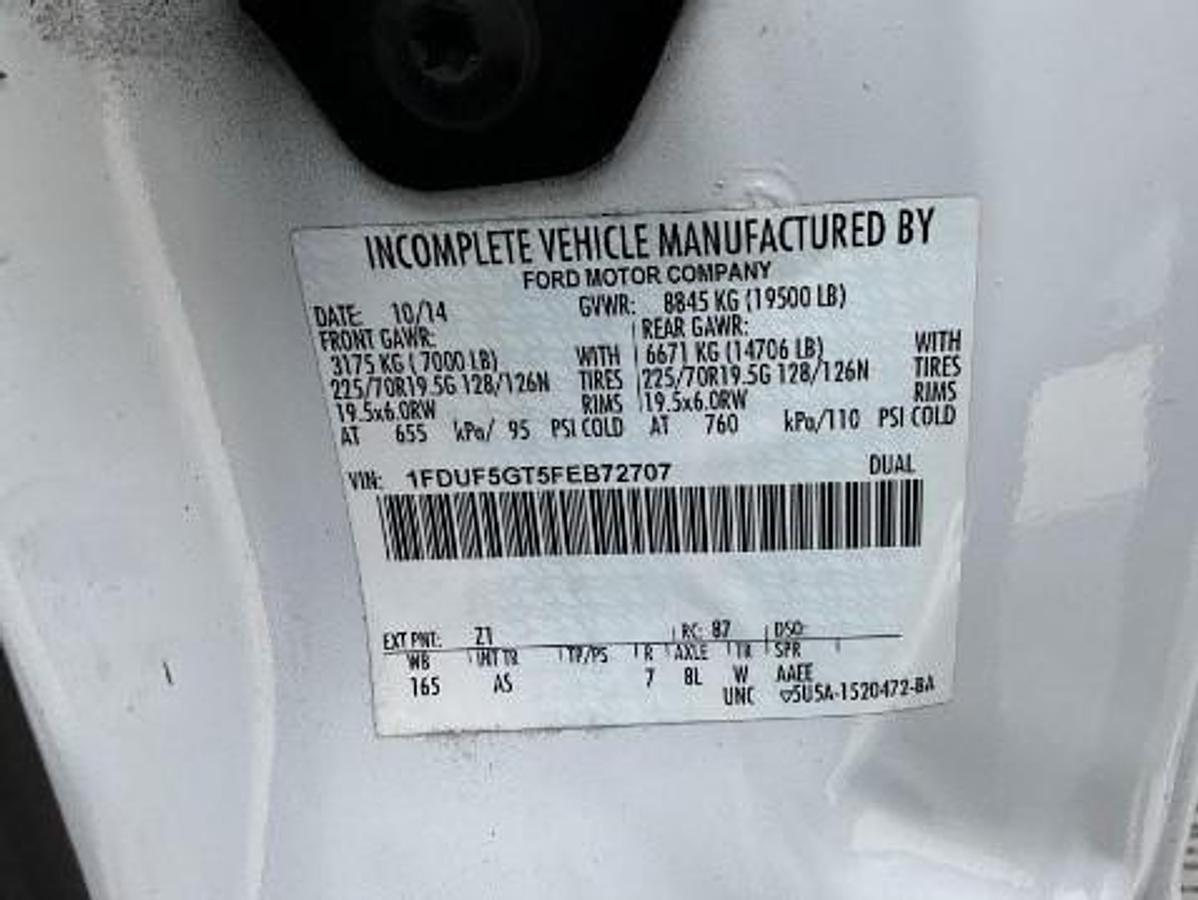 INCOMPLETE VEHICLE MANUFACTURED BY
FORD MOTOR COMPANY
DATE: 10/14 GVWR: 8845 KG (19500 LB)
FRONT GAWR: REAR GAWR:
3175 KG ( 7000 LB) WITH 6671 KG (14706 LB) WITH
225/70R19.5G 128/126N TIRES 225/70R19.5G 128/126N TIRES
19.5x6.0RW RIMS 19.5x6.0RW RIMS
AT 655 kPa/ 95 PSI COLD AT 760 kPa/110 PSI COLD
VIN: 1FDUF5GT5FEB72707 DUAL
EXT PNT: Z1 RC: 87 DSO:
WB INT TR TP/PS R AXLE TR SPR
165 AS 7 8L W AAEE
UNC ▽5U5A-1520472-BA